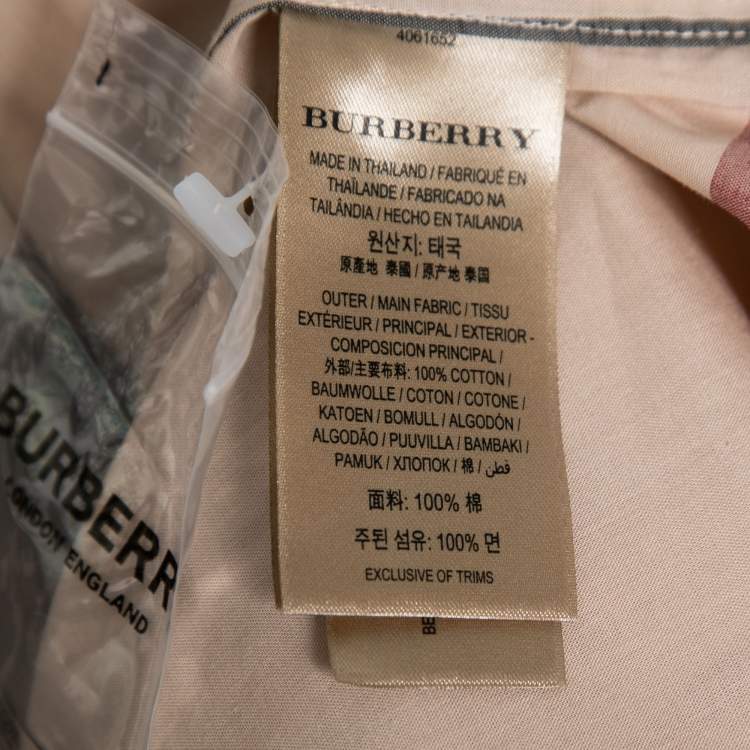 4061652
BURBERRY
MADE IN THAILAND / FABRIQUÉ EN
THAÏLANDE / FABRICADO NA
TAILÂNDIA / HECHO EN TAILANDIA
원산지: 태국
原產地 泰國 / 原产地 泰国
OUTER / MAIN FABRIC / TISSU
EXTÉRIEUR / PRINCIPAL / EXTERIOR -
COMPOSICION PRINCIPAL /
外部/主要布料: 100% COTTON /
BAUMWOLLE / COTON / COTONE /
KATOEN / BOMULL / ALGODÓN /
ALGODÃO / PUUVILLA / BAMBAKI /
PAMUK / ХЛОПОК / 棉 / قطن
面料: 100% 棉
주된 섬유: 100% 면
EXCLUSIVE OF TRIMS
BE
BURBERR
LONDON ENGLAND